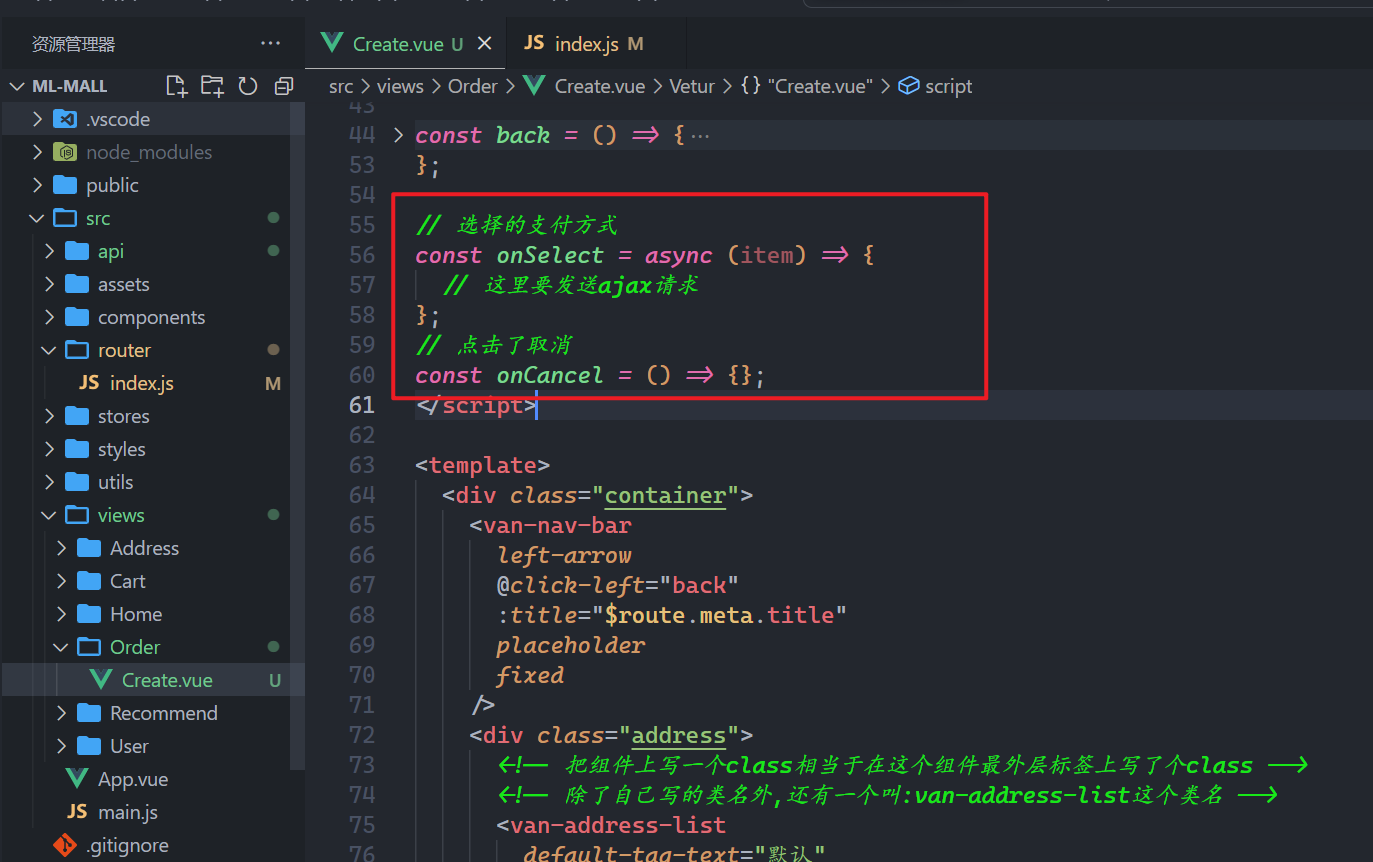 资源管理器
ML-MALL
.vscode
node_modules
public
src
api
assets
components
router
JS index.js M
stores
styles
utils
views
Address
Cart
Home
Order
Create.vue U
Recommend
User
App.vue
JS main.js
.gitignore
Create.vue U
JS index.js M
src > views > Order > Create.vue > Vetur > {} "Create.vue" > script
43
44 > const back = () => { ...
53 };
54
55 // 选择的支付方式
56 const onSelect = async (item) => {
57 // 这里要发送ajax请求
58 };
59 // 点击了取消
60 const onCancel = () => {};
61 </script>
62
63 <template>
64 <div class="container">
65 <van-nav-bar
66 left-arrow
67 @click-left="back"
68 :title="$route.meta.title"
69 placeholder
70 fixed
71 />
72 <div class="address">
73 <!-- 把组件上写一个class相当于在这个组件最外层标签上写了个class -->
74 <!-- 除了自己写的类名外,还有一个叫:van-address-list这个类名 -->
75 <van-address-list
76 default-tag-text="默认"